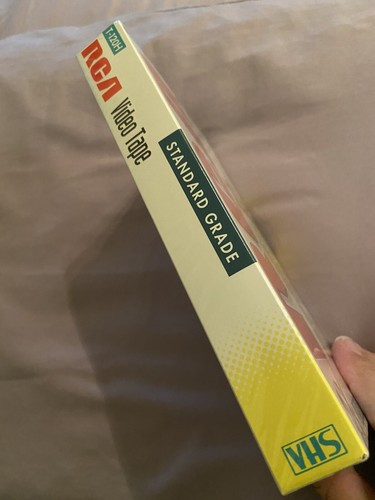 T-120H
RCA
Video Tape
STANDARD GRADE
VHS